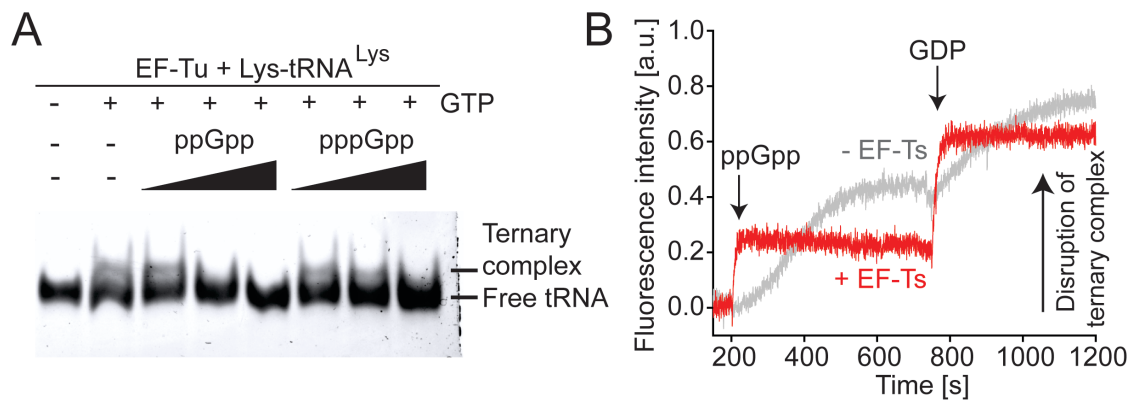 A
EF-Tu + Lys-tRNA^Lys
- + + + + + + + GTP
- - ppGpp pppGpp
- -
Ternary
complex
Free tRNA
B
Fluorescence intensity [a.u.]
1.0
0.8
0.6
0.4
0.2
0.0
GDP
ppGpp
- EF-Ts
+ EF-Ts
Disruption of
ternary complex
200 400 600 800 1000 1200
Time [s]